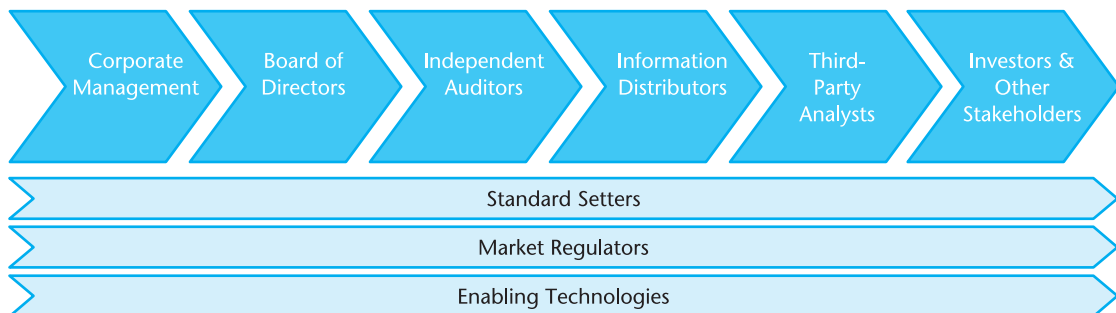 Corporate
Management
Board of
Directors
Independent
Auditors
Information
Distributors
Third-
Party
Analysts
Investors &
Other
Stakeholders
Standard Setters
Market Regulators
Enabling Technologies